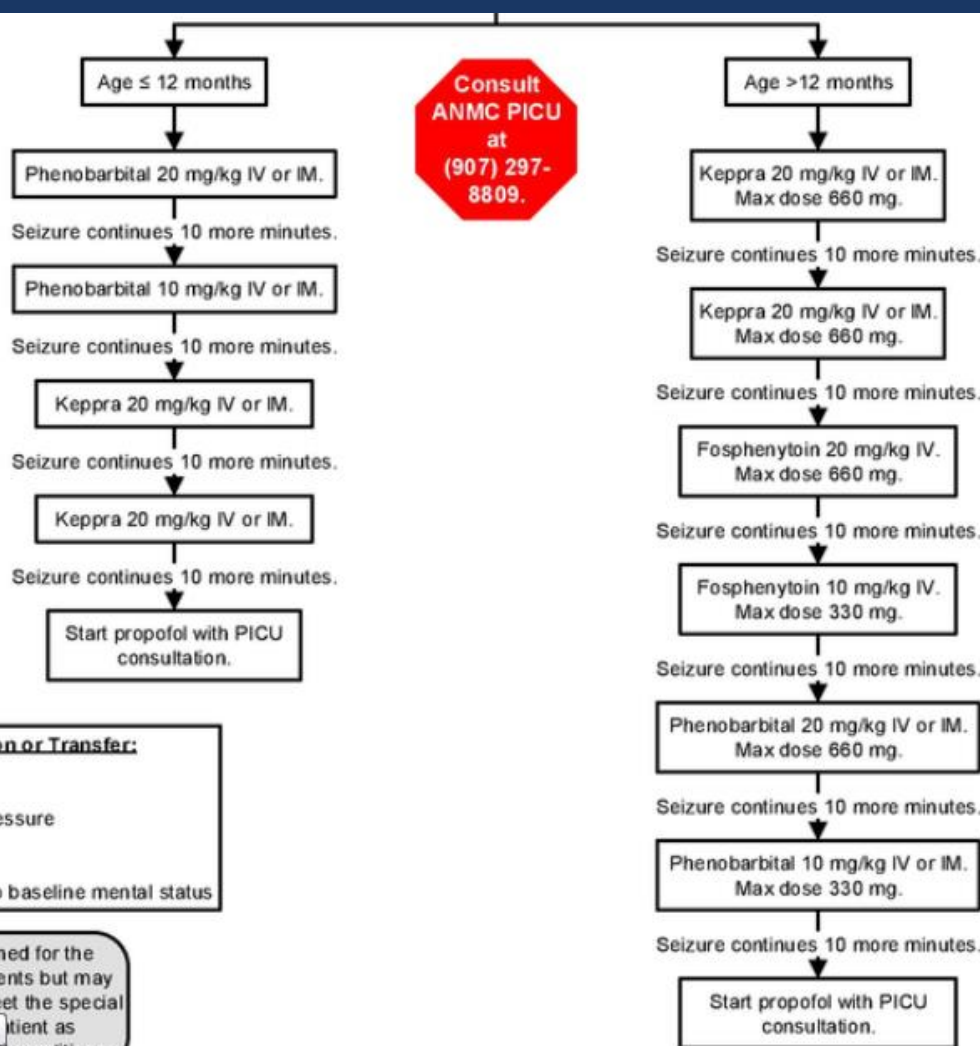 Age ≤ 12 months
Phenobarbital 20 mg/kg IV or IM.
Seizure continues 10 more minutes.
Phenobarbital 10 mg/kg IV or IM.
Seizure continues 10 more minutes.
Keppra 20 mg/kg IV or IM.
Seizure continues 10 more minutes.
Keppra 20 mg/kg IV or IM.
Seizure continues 10 more minutes.
Start propofol with PICU
consultation.
Consult
ANMC PICU
at
(907) 297-
8809.
Age >12 months
Keppra 20 mg/kg IV or IM.
Max dose 660 mg.
Seizure continues 10 more minutes.
Keppra 20 mg/kg IV or IM.
Max dose 660 mg.
Seizure continues 10 more minutes.
Fosphenytoin 20 mg/kg IV.
Max dose 660 mg.
Seizure continues 10 more minutes.
Fosphenytoin 10 mg/kg IV.
Max dose 330 mg.
Seizure continues 10 more minutes.
Phenobarbital 20 mg/kg IV or IM.
Max dose 660 mg.
Seizure continues 10 more minutes.
Phenobarbital 10 mg/kg IV or IM.
Max dose 330 mg.
Seizure continues 10 more minutes.
Start propofol with PICU
consultation.
or Transfer:
baseline mental status
for the
but may
the special
as